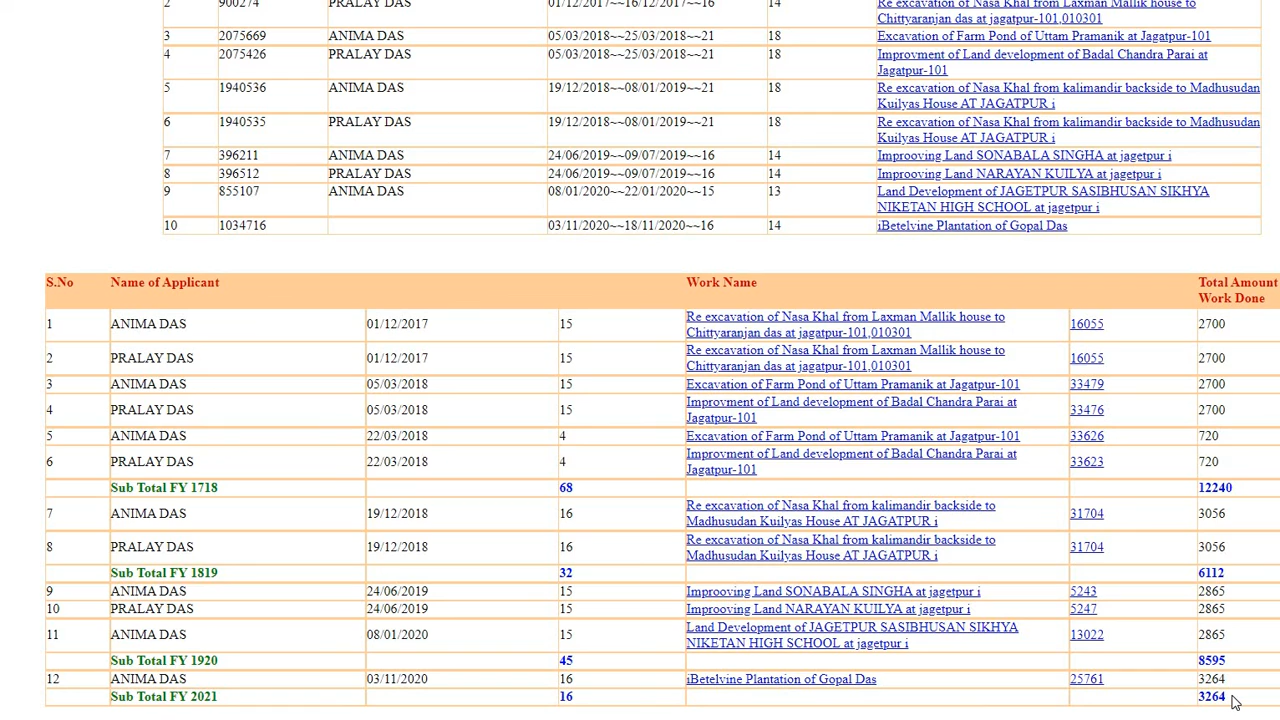 2 900274 PRALAY DAS 01/12/2017~~16/12/2017~~16 14 Re excavation of Nasa Khal from Laxman Mallik house to
Chittyaranjan das at jagatpur-101,010301
3 2075669 ANIMA DAS 05/03/2018~~25/03/2018~~21 18 Excavation of Farm Pond of Uttam Pramanik at Jagatpur-101
4 2075426 PRALAY DAS 05/03/2018~~25/03/2018~~21 18 Improvment of Land development of Badal Chandra Parai at
Jagatpur-101
5 1940536 ANIMA DAS 19/12/2018~~08/01/2019~~21 18 Re excavation of Nasa Khal from kalimandir backside to Madhusudan
Kuilyas House AT JAGATPUR i
6 1940535 PRALAY DAS 19/12/2018~~08/01/2019~~21 18 Re excavation of Nasa Khal from kalimandir backside to Madhusudan
Kuilyas House AT JAGATPUR i
7 396211 ANIMA DAS 24/06/2019~~09/07/2019~~16 14 Improoving Land SONABALA SINGHA at jagetpur i
8 396512 PRALAY DAS 24/06/2019~~09/07/2019~~16 14 Improoving Land NARAYAN KUILYA at jagetpur i
9 855107 ANIMA DAS 08/01/2020~~22/01/2020~~15 13 Land Development of JAGETPUR SASIBHUSAN SIKHYA
NIKETAN HIGH SCHOOL at jagetpur i
10 1034716 03/11/2020~~18/11/2020~~16 14 iBetelvine Plantation of Gopal Das
S.No Name of Applicant Work Name Total Amount
Work Done
1 ANIMA DAS 01/12/2017 15 Re excavation of Nasa Khal from Laxman Mallik house to
Chittyaranjan das at jagatpur-101,010301 16055 2700
2 PRALAY DAS 01/12/2017 15 Re excavation of Nasa Khal from Laxman Mallik house to
Chittyaranjan das at jagatpur-101,010301 16055 2700
3 ANIMA DAS 05/03/2018 15 Excavation of Farm Pond of Uttam Pramanik at Jagatpur-101 33479 2700
4 PRALAY DAS 05/03/2018 15 Improvment of Land development of Badal Chandra Parai at
Jagatpur-101 33476 2700
5 ANIMA DAS 22/03/2018 4 Excavation of Farm Pond of Uttam Pramanik at Jagatpur-101 33626 720
6 PRALAY DAS 22/03/2018 4 Improvment of Land development of Badal Chandra Parai at
Jagatpur-101 33623 720
Sub Total FY 1718 68 12240
7 ANIMA DAS 19/12/2018 16 Re excavation of Nasa Khal from kalimandir backside to
Madhusudan Kuilyas House AT JAGATPUR i 31704 3056
8 PRALAY DAS 19/12/2018 16 Re excavation of Nasa Khal from kalimandir backside to
Madhusudan Kuilyas House AT JAGATPUR i 31704 3056
Sub Total FY 1819 32 6112
9 ANIMA DAS 24/06/2019 15 Improoving Land SONABALA SINGHA at jagetpur i 5243 2865
10 PRALAY DAS 24/06/2019 15 Improoving Land NARAYAN KUILYA at jagetpur i 5247 2865
11 ANIMA DAS 08/01/2020 15 Land Development of JAGETPUR SASIBHUSAN SIKHYA
NIKETAN HIGH SCHOOL at jagetpur i 13022 2865
Sub Total FY 1920 45 8595
12 ANIMA DAS 03/11/2020 16 iBetelvine Plantation of Gopal Das 25761 3264
Sub Total FY 2021 16 3264